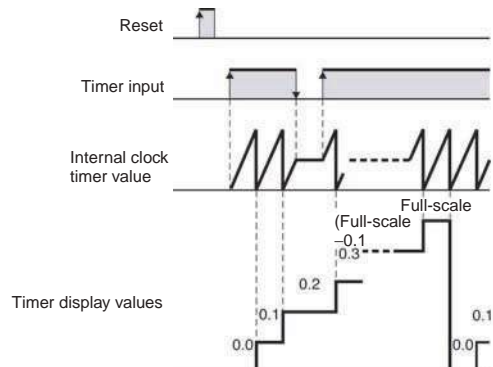 Reset
Timer input
Internal clock
timer value
Full-scale
(Full-scale
–0.1
0.3
0.2
Timer display values
0.1
0.1
0.0
0.0